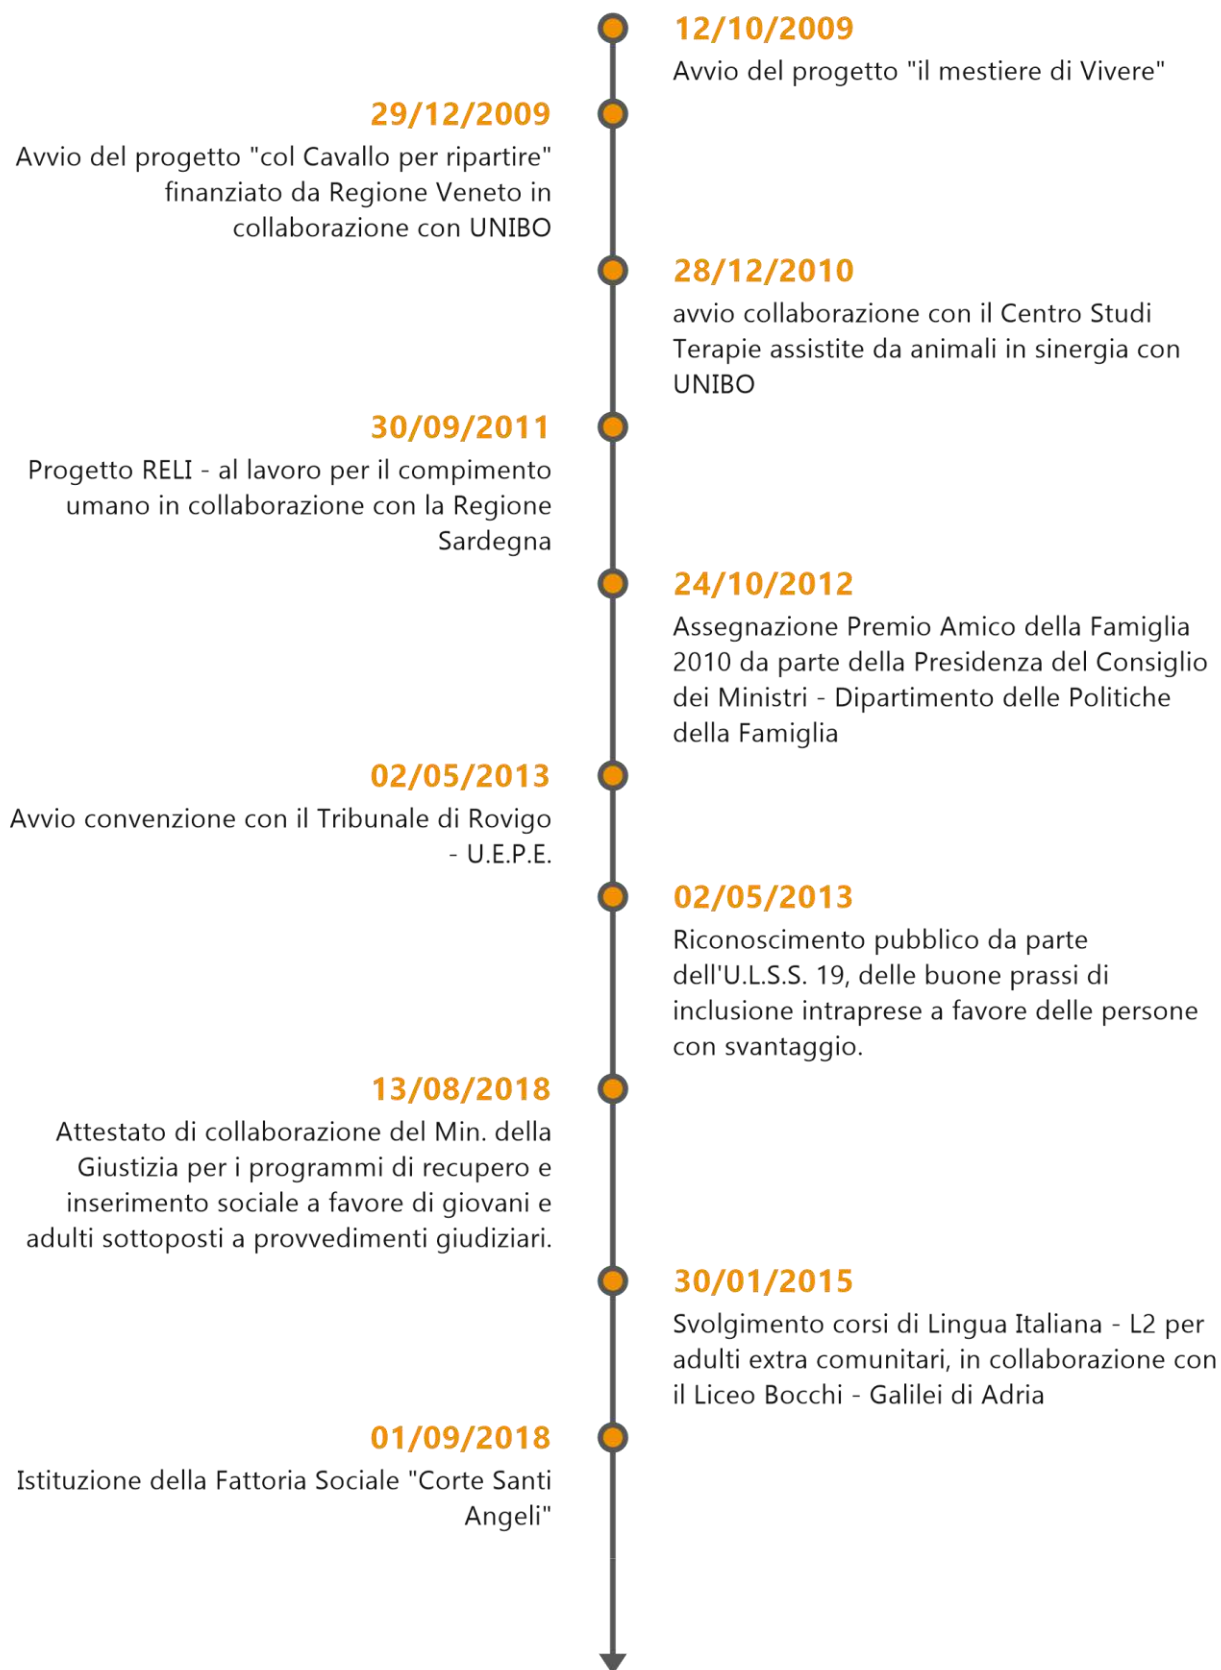 12/10/2009
Avvio del progetto "il mestiere di Vivere"
29/12/2009
Avvio del progetto "col Cavallo per ripartire"
finanziato da Regione Veneto in
collaborazione con UNIBO
28/12/2010
avvio collaborazione con il Centro Studi
Terapie assistite da animali in sinergia con
UNIBO
30/09/2011
Progetto RELI - al lavoro per il compimento
umano in collaborazione con la Regione
Sardegna
24/10/2012
Assegnazione Premio Amico della Famiglia
2010 da parte della Presidenza del Consiglio
dei Ministri - Dipartimento delle Politiche
della Famiglia
02/05/2013
Avvio convenzione con il Tribunale di Rovigo
- U.E.P.E.
02/05/2013
Riconoscimento pubblico da parte
dell'U.L.S.S. 19, delle buone prassi di
inclusione intraprese a favore delle persone
con svantaggio.
13/08/2018
Attestato di collaborazione del Min. della
Giustizia per i programmi di recupero e
inserimento sociale a favore di giovani e
adulti sottoposti a provvedimenti giudiziari.
30/01/2015
Svolgimento corsi di Lingua Italiana - L2 per
adulti extra comunitari, in collaborazione con
il Liceo Bocchi - Galilei di Adria
01/09/2018
Istituzione della Fattoria Sociale "Corte Santi
Angeli"